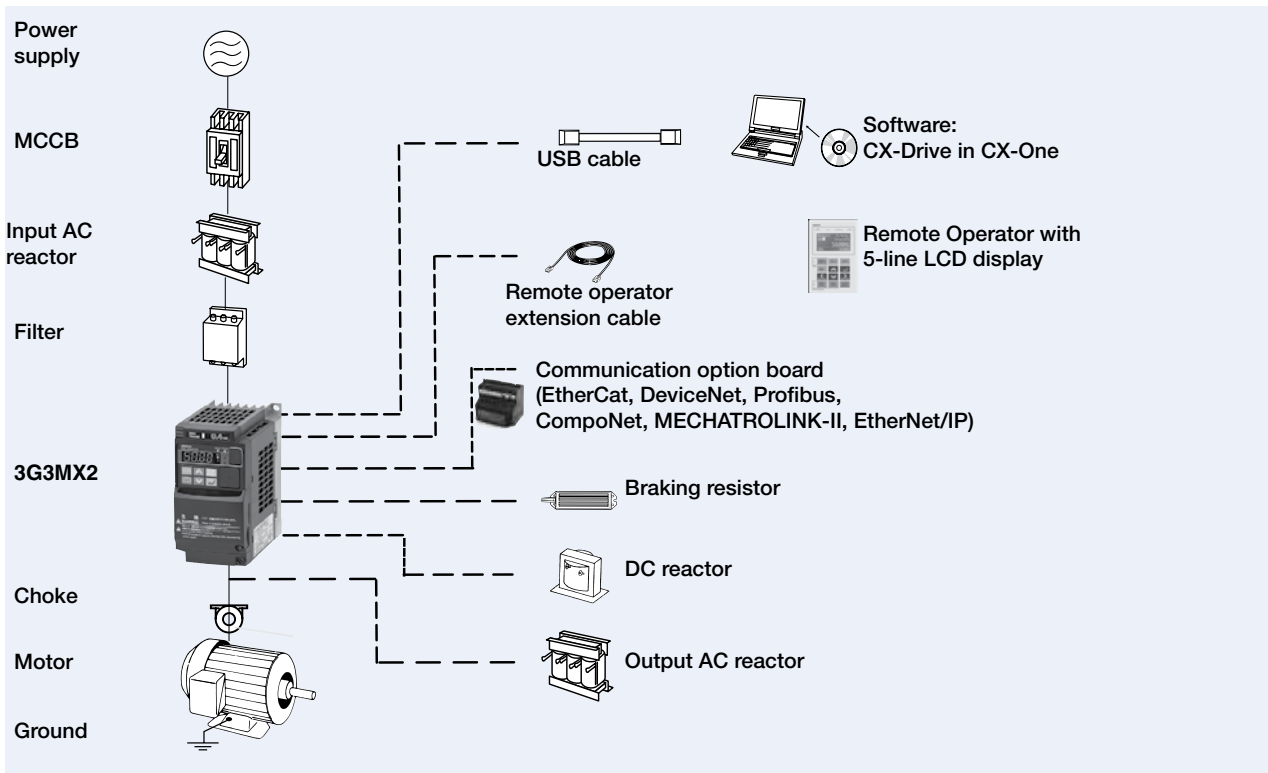 Power
supply
MCCB
USB cable
Software:
CX-Drive in CX-One
Input AC
reactor
Remote Operator with
5-line LCD display
Remote operator
extension cable
Filter
Communication option board
(EtherCat, DeviceNet, Profibus,
CompoNet, MECHATROLINK-II, EtherNet/IP)
3G3MX2
Braking resistor
DC reactor
Choke
Motor
Output AC reactor
Ground